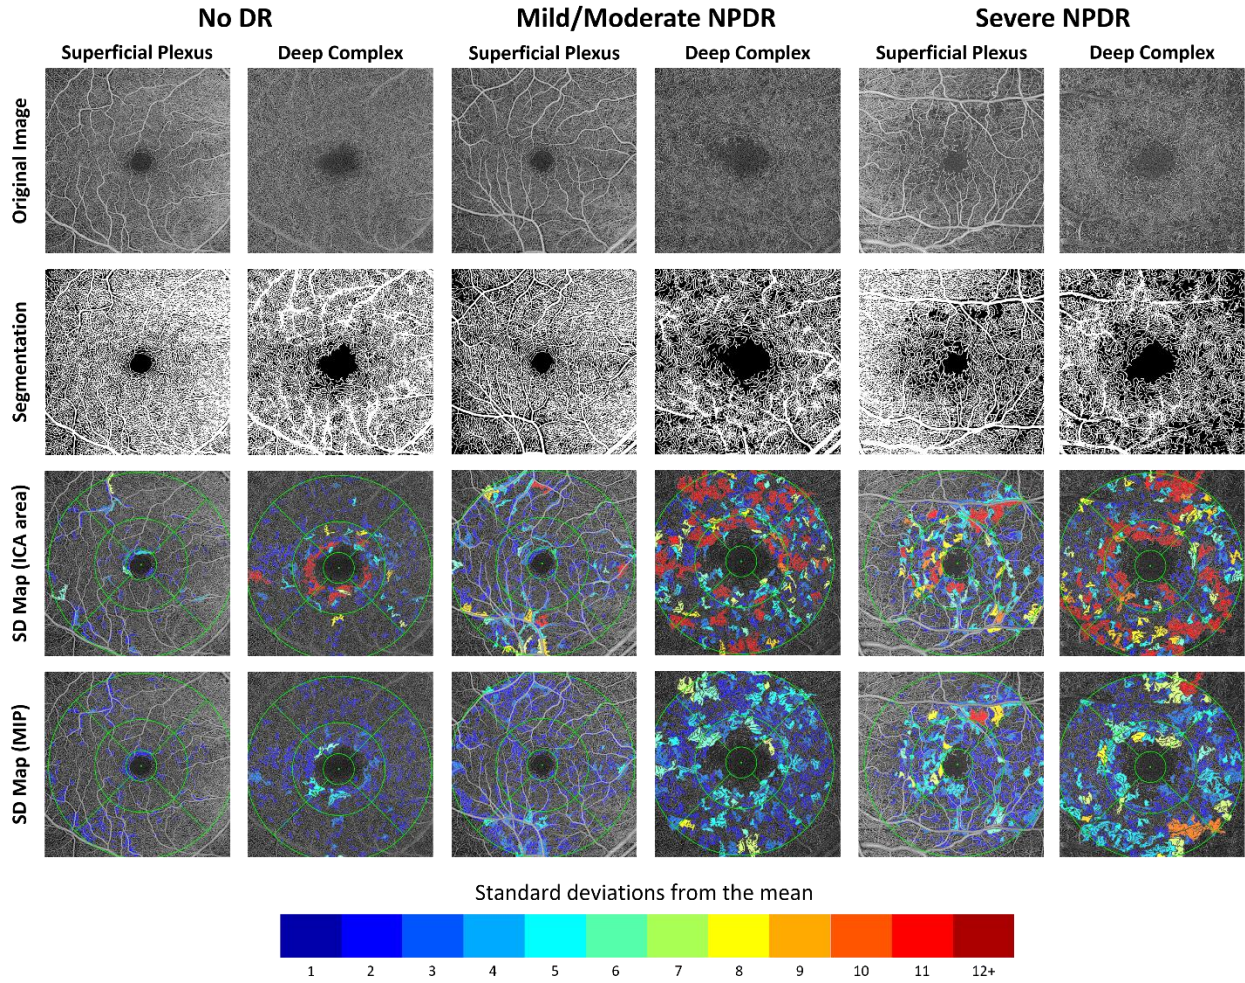 No DR Mild/Moderate NPDR Severe NPDR
Superficial Plexus Deep Complex Superficial Plexus Deep Complex Superficial Plexus Deep Complex
Original Image
Segmentation
SD Map (ICA area)
SD Map (MIP)
Standard deviations from the mean
1 2 3 4 5 6 7 8 9 10 11 12+